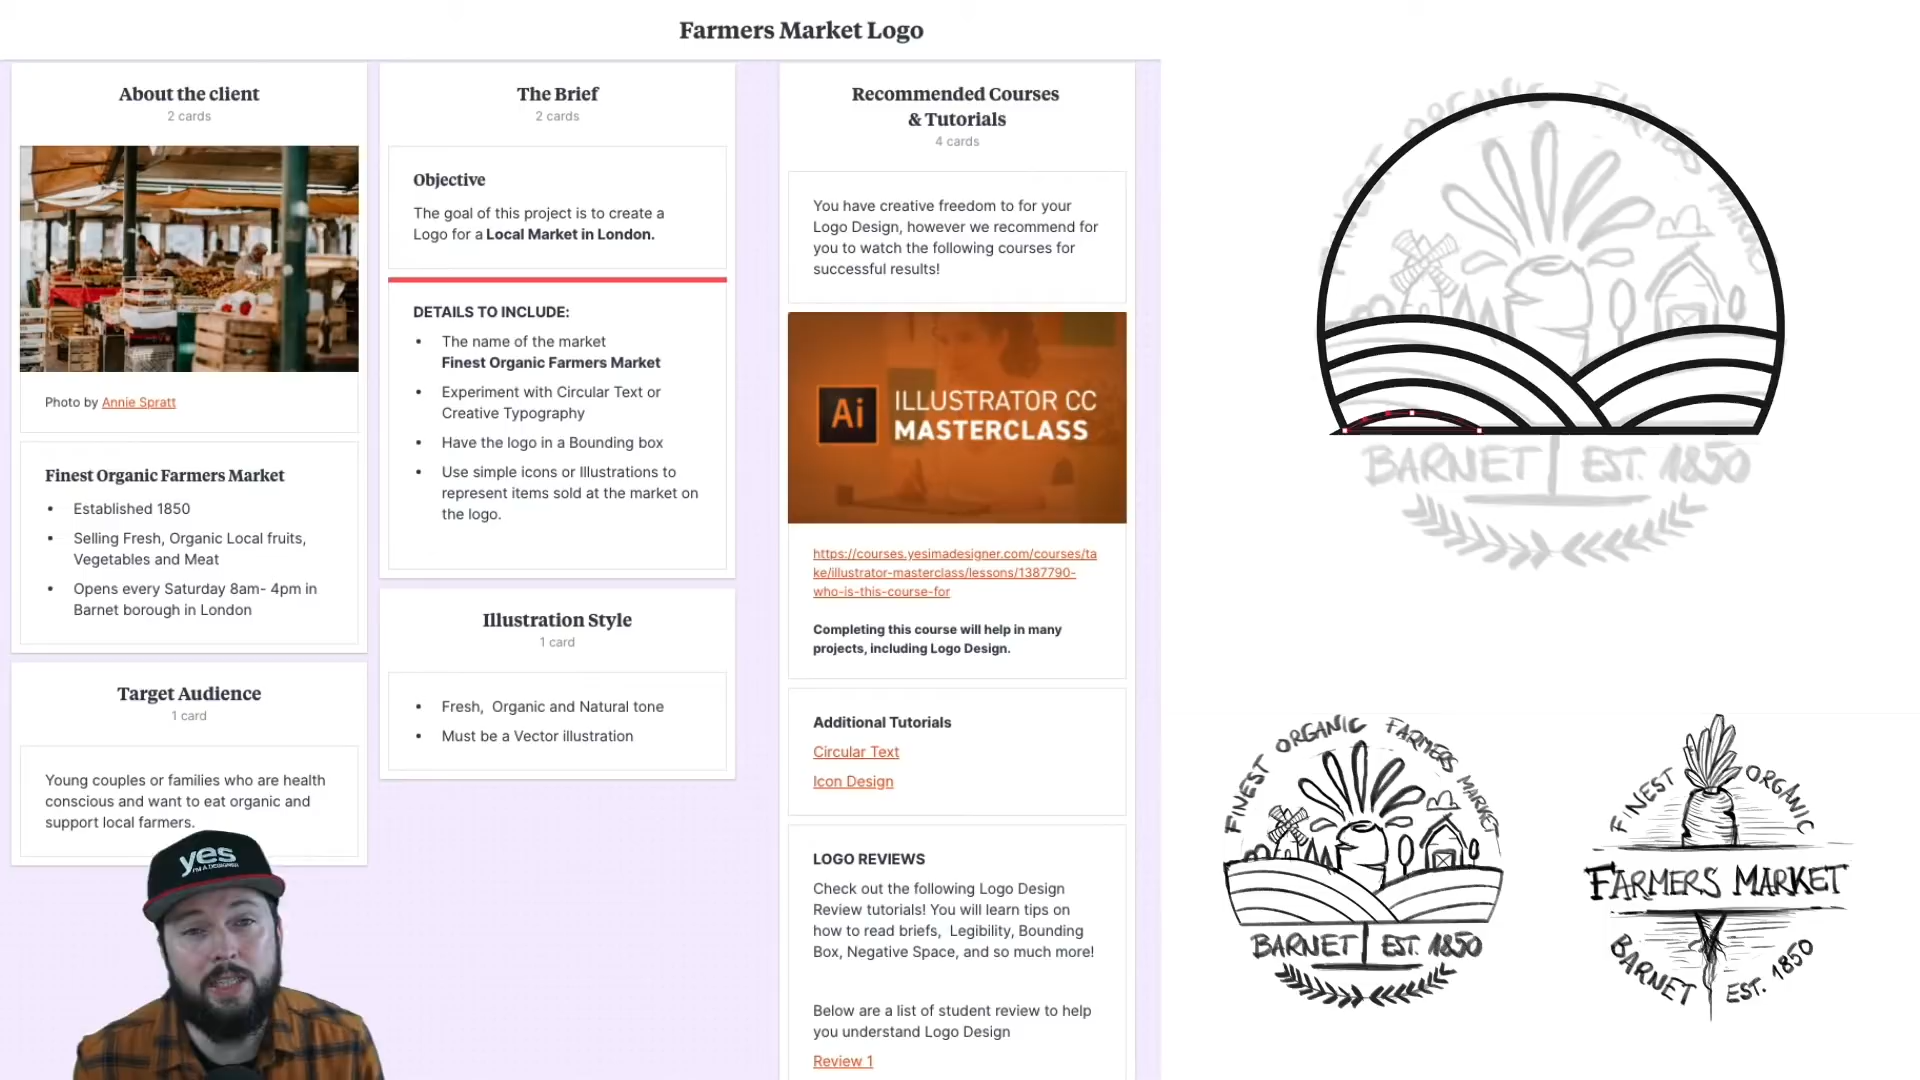 Farmers Market Logo
About the client
2 cards
Photo by Annie Spratt
Finest Organic Farmers Market
• Established 1850
• Selling Fresh, Organic Local fruits,
Vegetables and Meat
• Opens every Saturday 8am- 4pm in
Barnet borough in London
Target Audience
1 card
Young couples or families who are health
conscious and want to eat organic and
support local farmers.
yes
I'M A DESIGNER
The Brief
2 cards
Objective
The goal of this project is to create a
Logo for a Local Market in London.
DETAILS TO INCLUDE:
• The name of the market
Finest Organic Farmers Market
• Experiment with Circular Text or
Creative Typography
• Have the logo in a Bounding box
• Use simple icons or Illustrations to
represent items sold at the market on
the logo.
Illustration Style
1 card
• Fresh,  Organic and Natural tone
• Must be a Vector illustration
Recommended Courses
& Tutorials
4 cards
You have creative freedom to for your
Logo Design, however we recommend for
you to watch the following courses for
successful results!
Ai
ILLUSTRATOR CC
MASTERCLASS
https://courses.yesimadesigner.com/courses/ta
ke/illustrator-masterclass/lessons/1387790-
who-is-this-course-for
Completing this course will help in many
projects, including Logo Design.
Additional Tutorials
Circular Text
Icon Design
LOGO REVIEWS
Check out the following Logo Design
Review tutorials! You will learn tips on
how to read briefs,  Legibility, Bounding
Box, Negative Space, and so much more!
Below are a list of student review to help
you understand Logo Design
Review 1
FINEST ORGANIC FARMERS MARKET
BARNET EST. 1850
FINEST ORGANIC FARMERS MARKET
BARNET EST. 1850
FINEST ORGANIC
FARMERS MARKET
BARNET EST. 1850